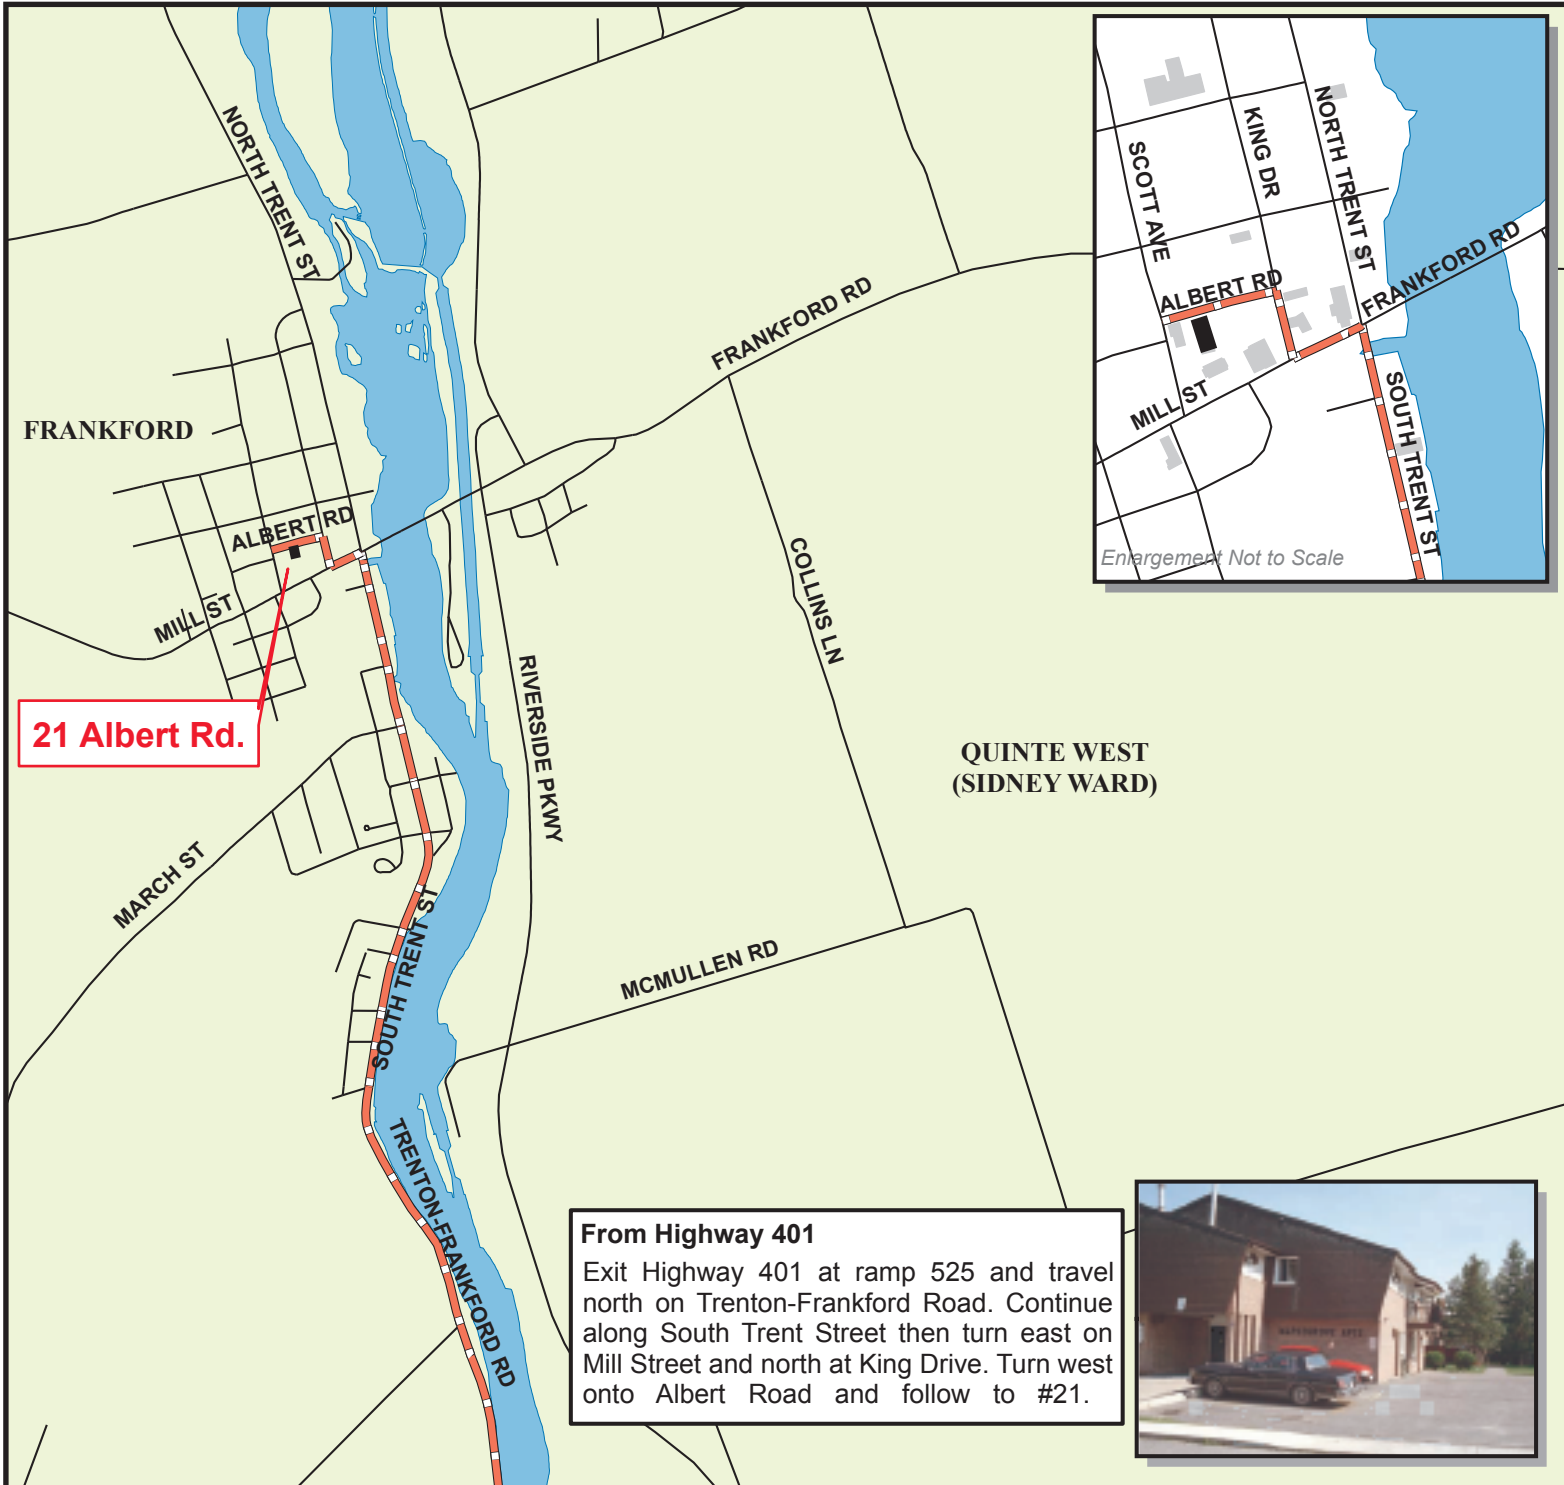 NORTH TRENT ST
FRANKFORD RD
FRANKFORD
ALBERT RD
MILL ST
21 Albert Rd.
COLLINS LN
RIVERSIDE PKWY
QUINTE WEST
(SIDNEY WARD)
MARCH ST
SOUTH TRENT ST
MCMULLEN RD
TRENTON-FRANKFORD RD
SCOTT AVE
KING DR
NORTH TRENT ST
ALBERT RD
FRANKFORD RD
MILL ST
SOUTH TRENT ST
Enlargement Not to Scale
From Highway 401
Exit Highway 401 at ramp 525 and travel
north on Trenton-Frankford Road. Continue
along South Trent Street then turn east on
Mill Street and north at King Drive. Turn west
onto Albert Road and follow to #21.